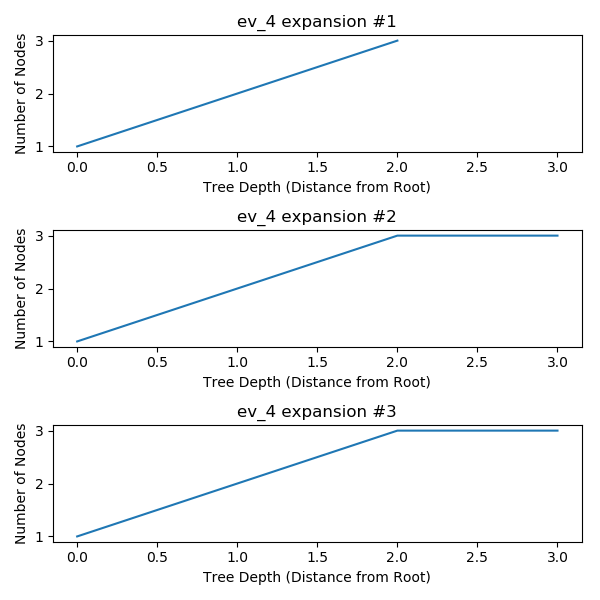 ev_4 expansion #1
3
2
1
Number of Nodes
0.0 0.5 1.0 1.5 2.0 2.5 3.0
Tree Depth (Distance from Root)
ev_4 expansion #2
3
2
1
Number of Nodes
0.0 0.5 1.0 1.5 2.0 2.5 3.0
Tree Depth (Distance from Root)
ev_4 expansion #3
3
2
1
Number of Nodes
0.0 0.5 1.0 1.5 2.0 2.5 3.0
Tree Depth (Distance from Root)